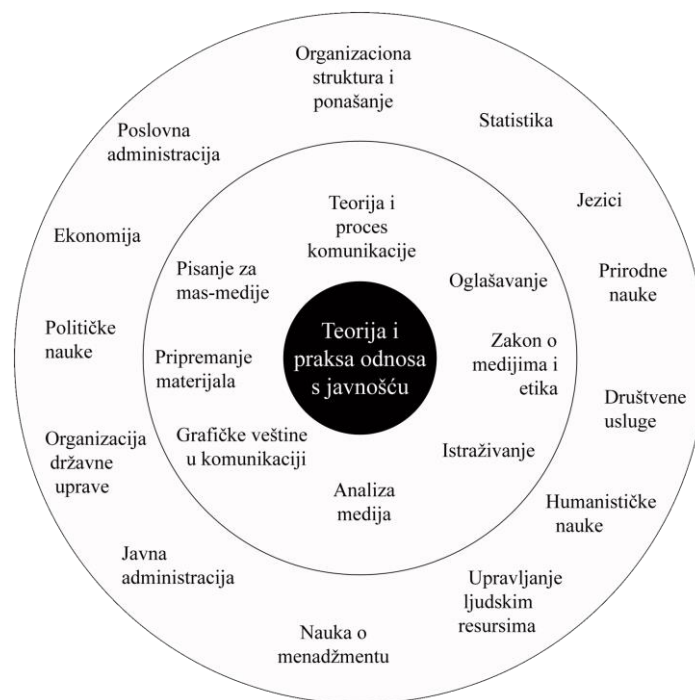 Organizaciona
struktura i
ponašanje
Statistika
Jezici
Prirodne
nauke
Društvene
usluge
Humanističke
nauke
Upravljanje
ljudskim
resursima
Nauka o
menadžmentu
Javna
administracija
Organizacija
državne
uprave
Političke
nauke
Ekonomija
Poslovna
administracija
Teorija i
proces
komunikacije
Oglašavanje
Zakon o
medijima i
etika
Istraživanje
Analiza
medija
Grafičke veštine
u komunikaciji
Pripremanje
materijala
Pisanje za
mas-medije
Teorija i
praksa odnosa
s javnošću